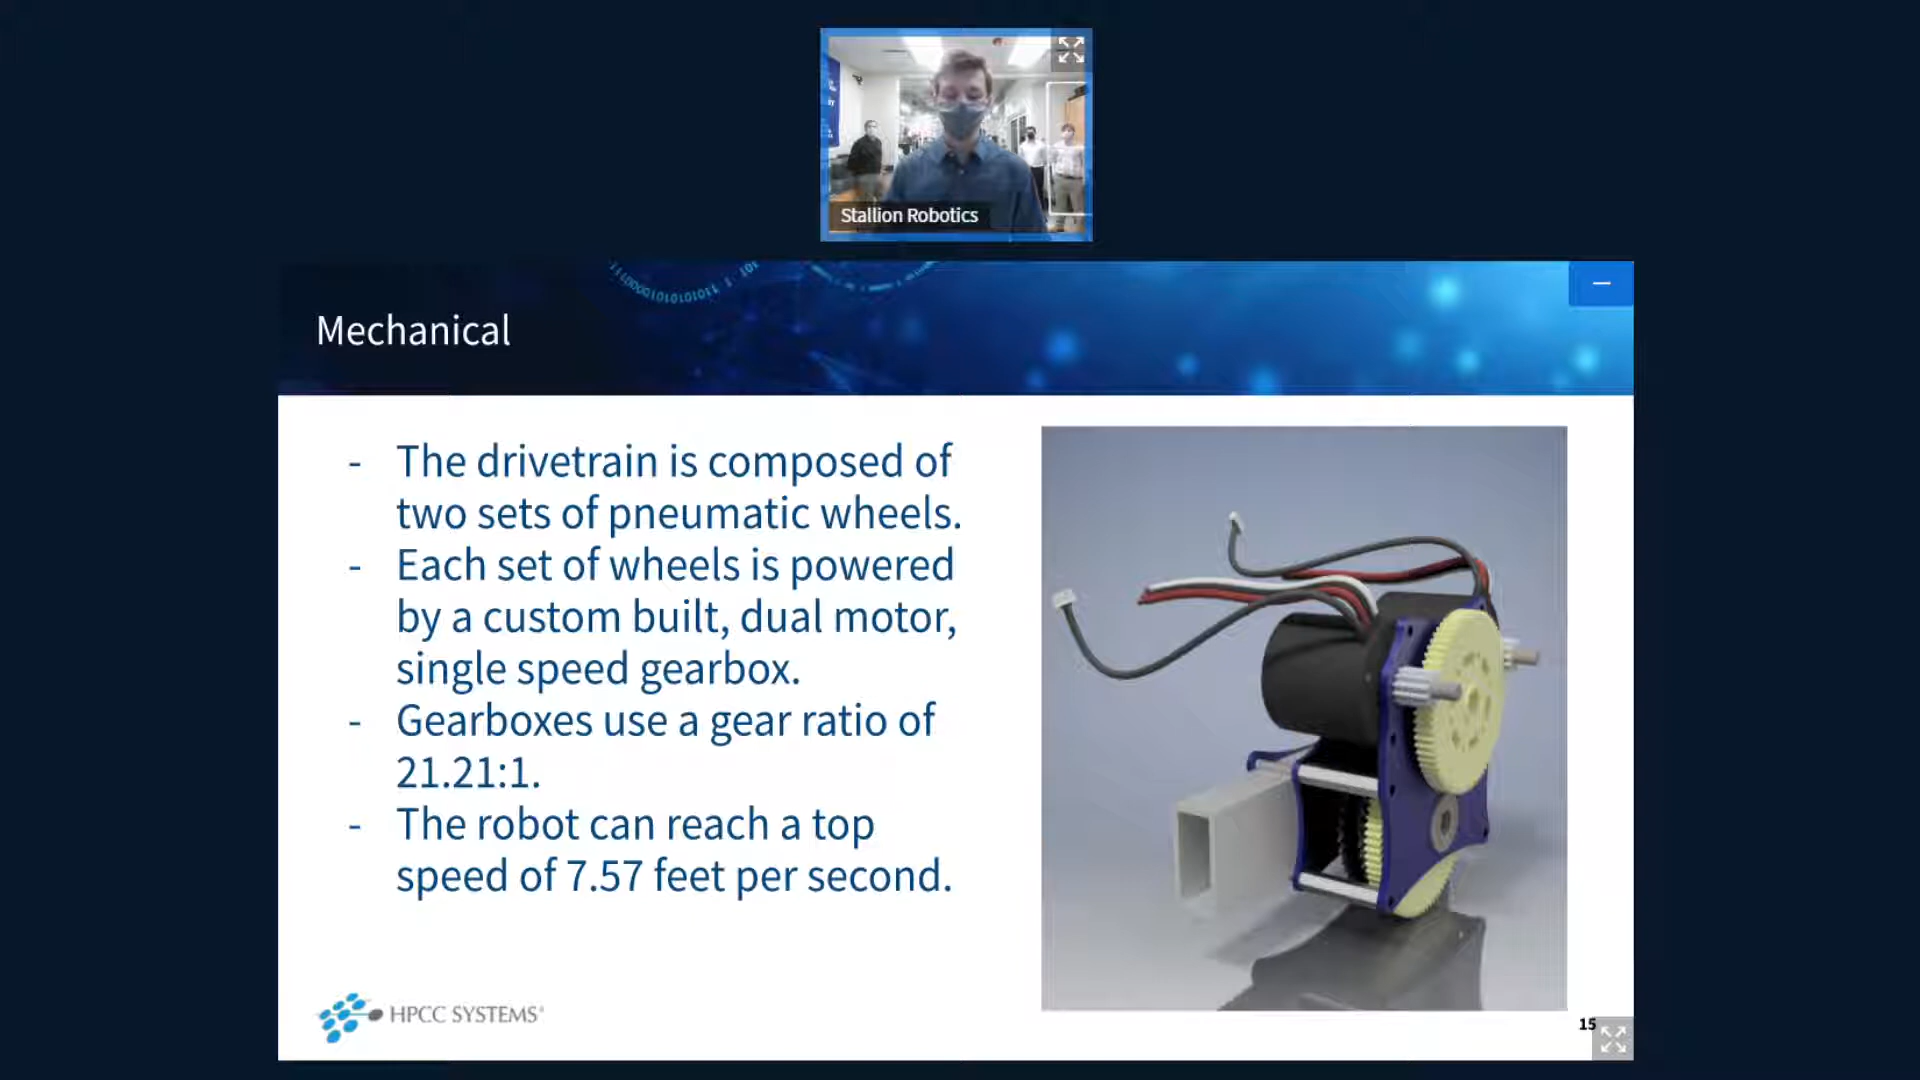 Stallion Robotics
Mechanical
- The drivetrain is composed of
two sets of pneumatic wheels.
- Each set of wheels is powered
by a custom built, dual motor,
single speed gearbox.
- Gearboxes use a gear ratio of
21.21:1.
- The robot can reach a top
speed of 7.57 feet per second.
HPCC SYSTEMS®
15